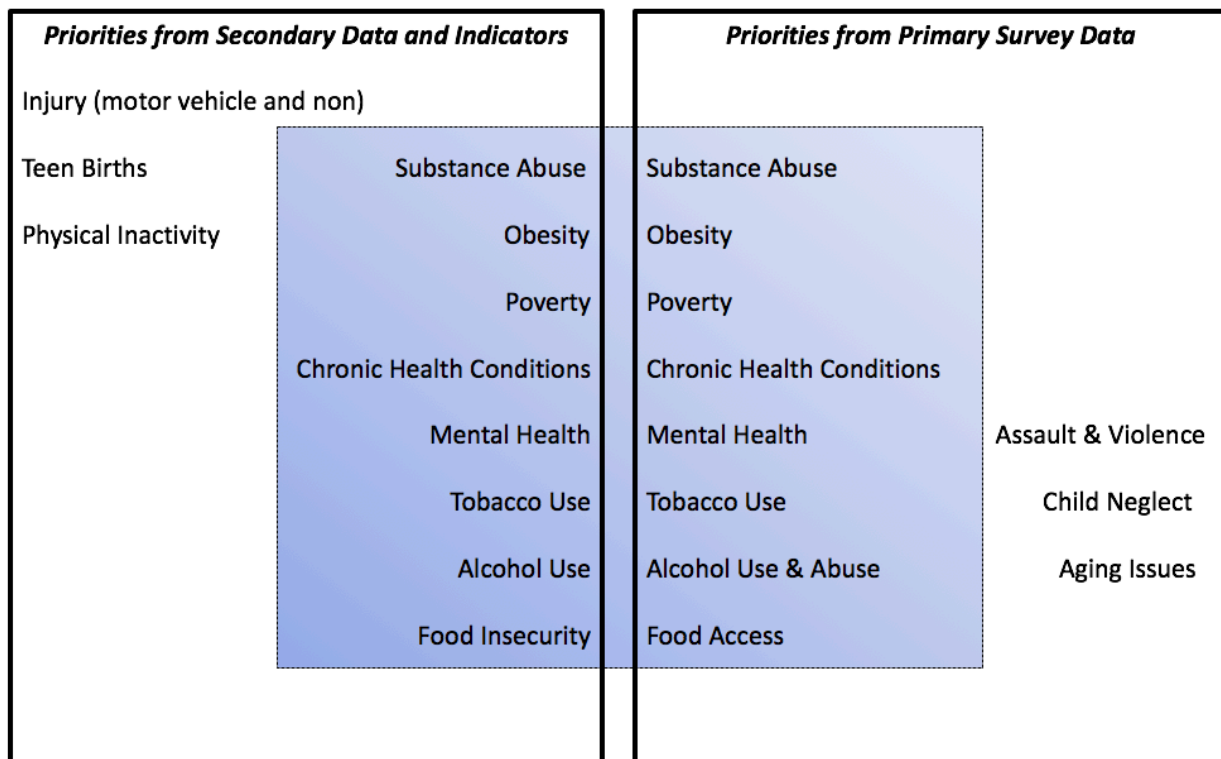 Priorities from Secondary Data and Indicators
Injury (motor vehicle and non)
Teen Births
Physical Inactivity
Substance Abuse
Obesity
Poverty
Chronic Health Conditions
Mental Health
Tobacco Use
Alcohol Use
Food Insecurity
Priorities from Primary Survey Data
Substance Abuse
Obesity
Poverty
Chronic Health Conditions
Mental Health
Tobacco Use
Alcohol Use & Abuse
Food Access
Assault & Violence
Child Neglect
Aging Issues